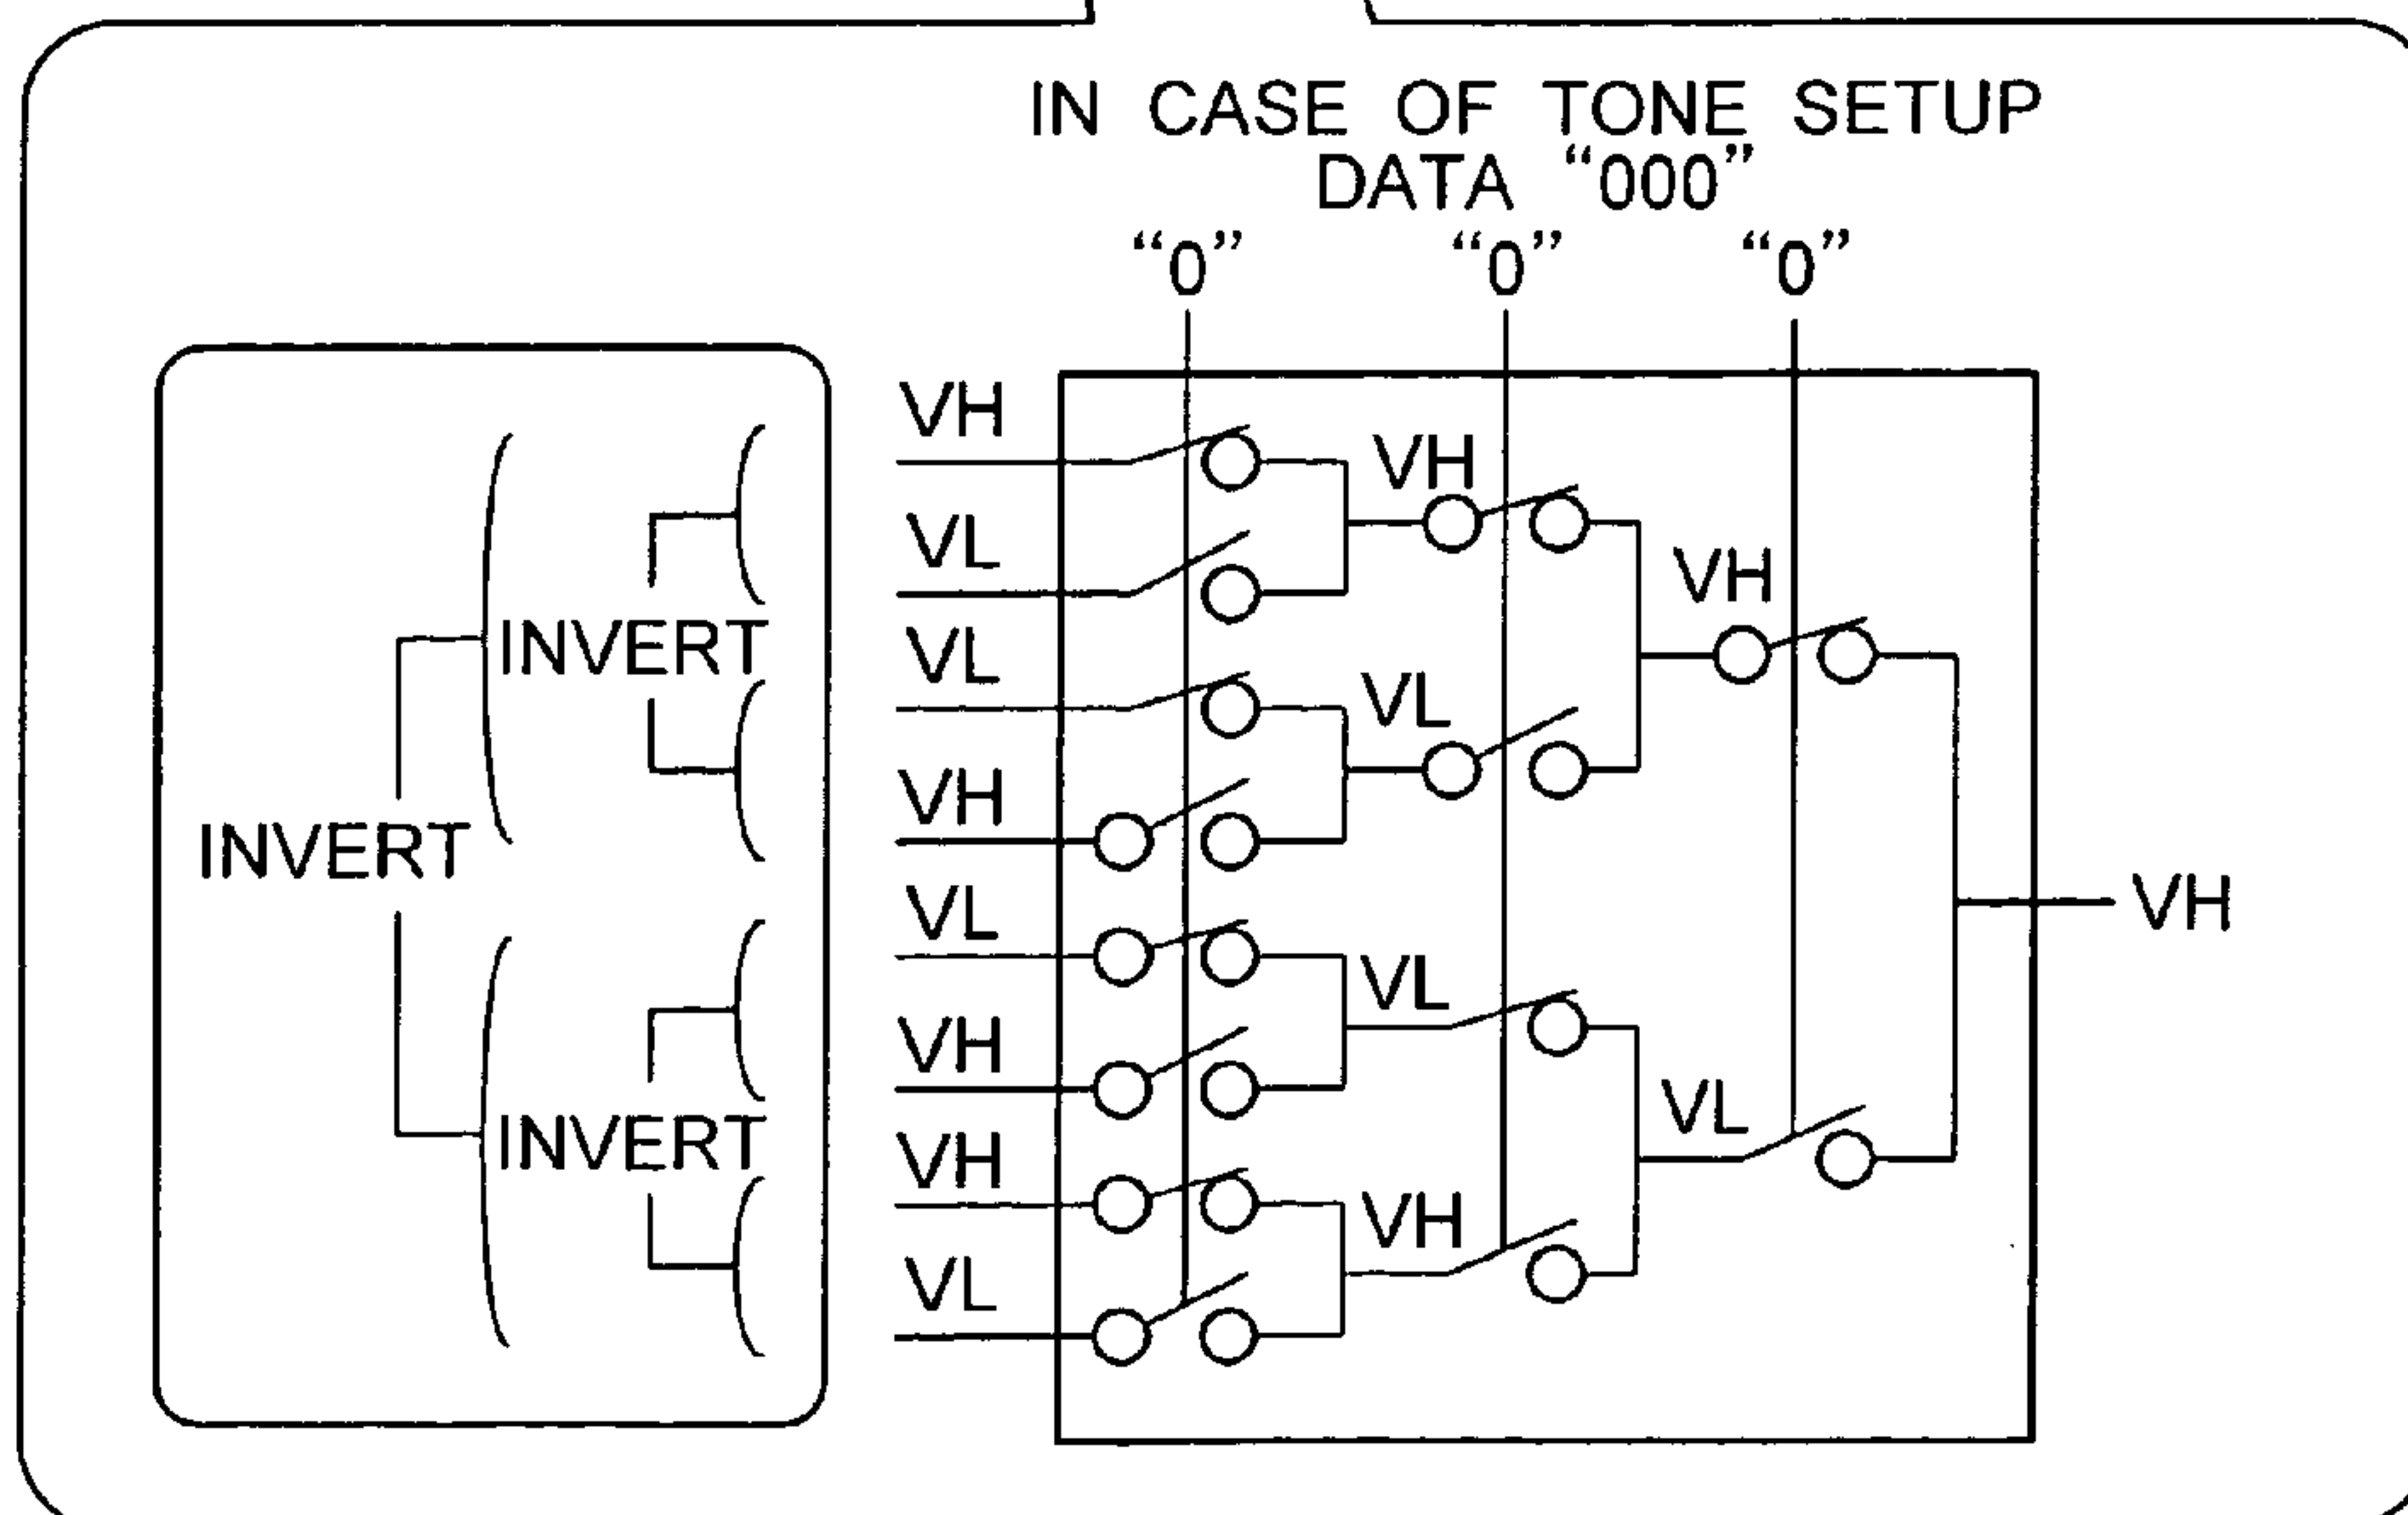 IN CASE OF TONE SETUP
DATA “000”
“0” “0” “0”
VH
VH
VL
VH
INVERT
VL
VL
VH
INVERT
VL
VH
VL
VH
VL
INVERT
VH
VH
VL